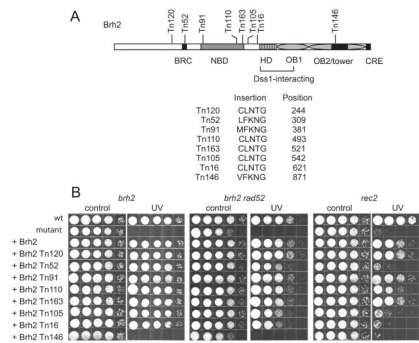 A
Brh2
Tn120 Tn52 Tn91 Tn110 Tn163 Tn105 Tn16 Tn146
BRC NBD HD OB1 OB2/tower CRE
Dss1-interacting
Insertion Position
Tn120 CLNTG 244
Tn52 LFKNG 309
Tn91 MFKNG 381
Tn110 CLNTG 493
Tn163 CLNTG 521
Tn105 CLNTG 542
Tn16 CLNTG 621
Tn146 VFKNG 871
B
brh2 brh2 rad52 rec2
control UV control UV control UV
wt
mutant
+ Brh2
+ Brh2 Tn120
+ Brh2 Tn52
+ Brh2 Tn91
+ Brh2 Tn110
+ Brh2 Tn163
+ Brh2 Tn105
+ Brh2 Tn16
+ Brh2 Tn146